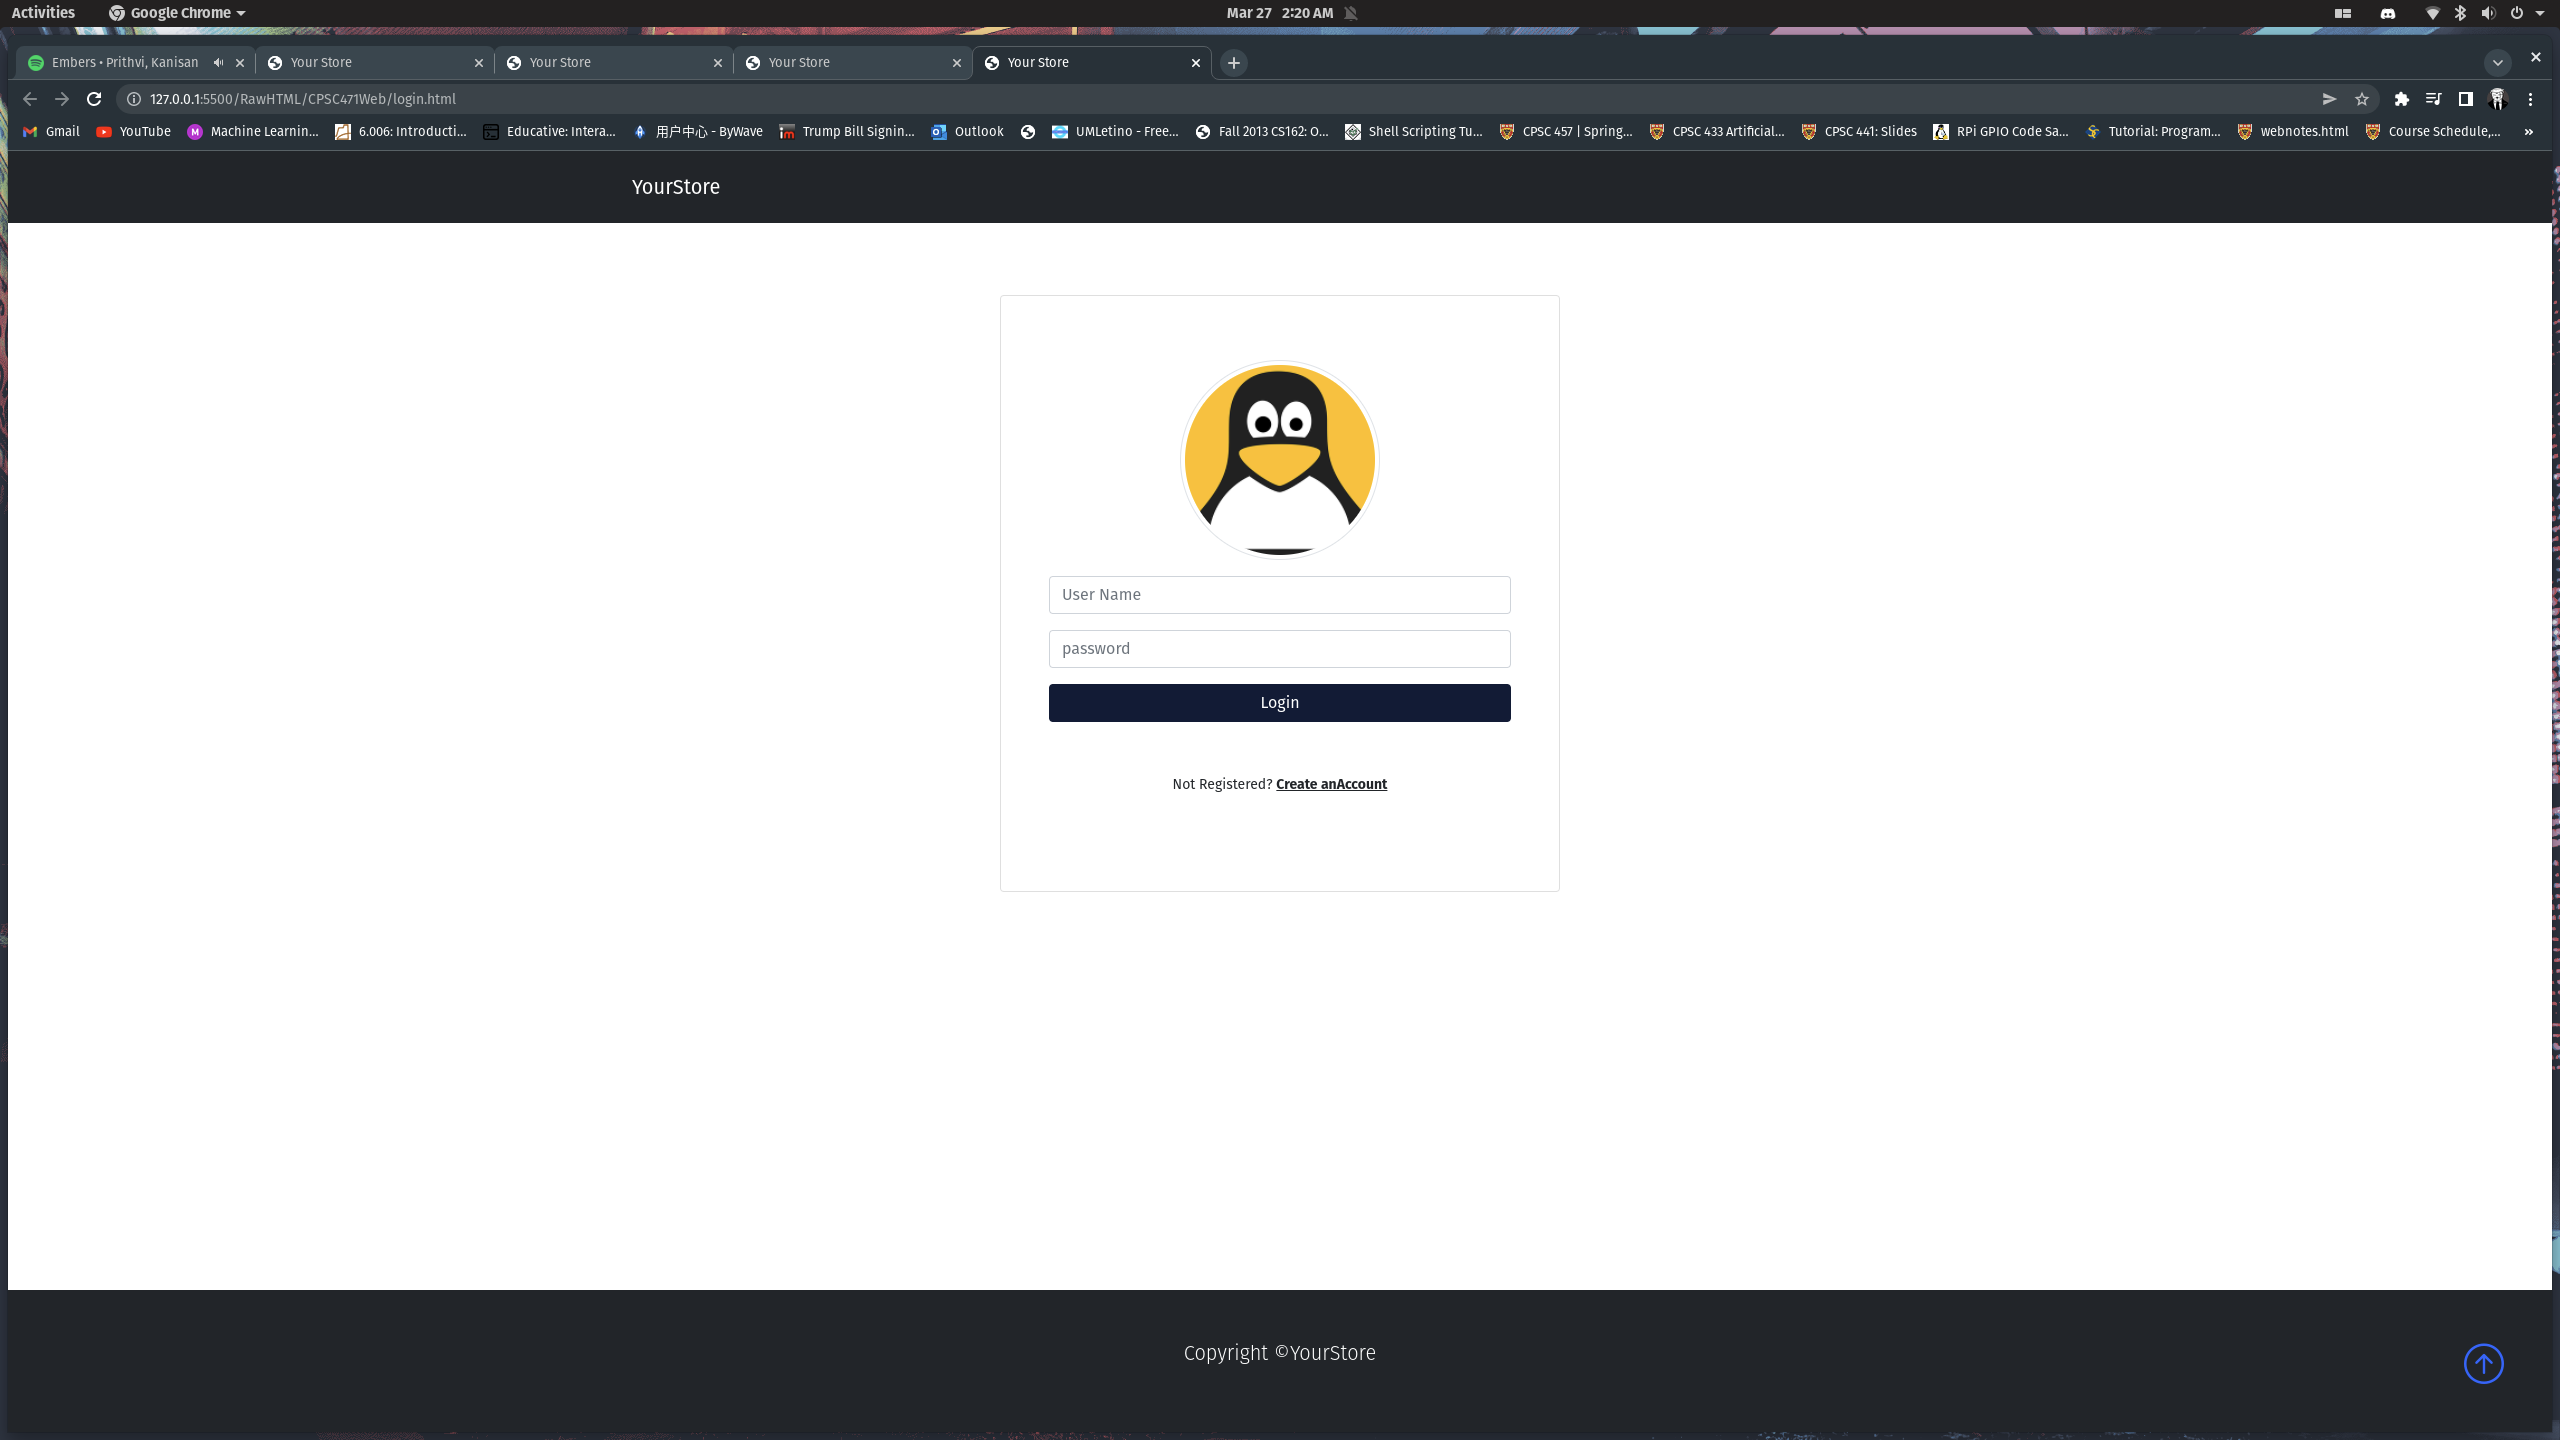 Activities Google Chrome Mar 27 2:20 AM
Embers • Prithvi, Kanisan Your Store Your Store Your Store Your Store
127.0.0.1:5500/RawHTML/CPSC471Web/login.html
Gmail YouTube Machine Learnin... 6.006: Introducti... Educative: Intera... 用户中心 - ByWave Trump Bill Signin... Outlook UMLetino - Free... Fall 2013 CS162: O... Shell Scripting Tu... CPSC 457 | Spring... CPSC 433 Artificial... CPSC 441: Slides RPi GPIO Code Sa... Tutorial: Program... webnotes.html Course Schedule,... »
YourStore
User Name
password
Login
Not Registered? Create anAccount
Copyright ©YourStore